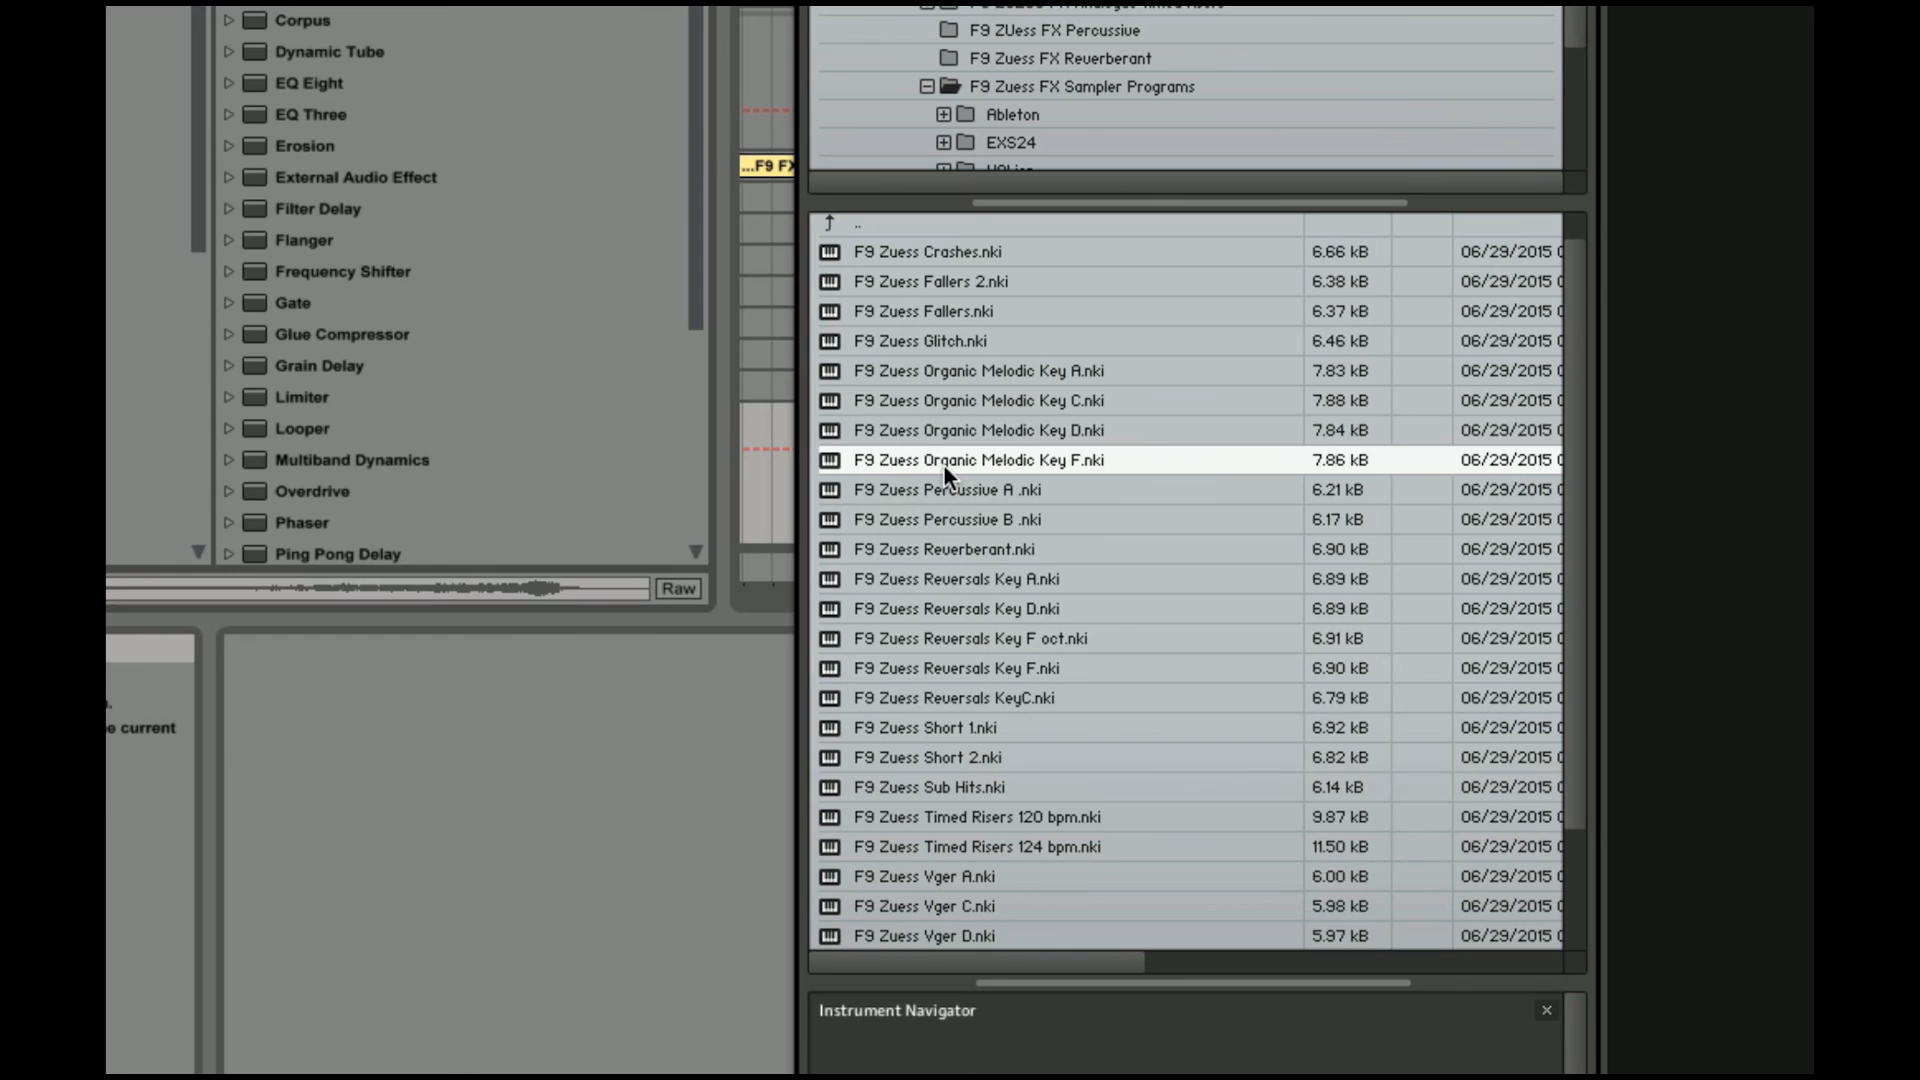 Corpus
Dynamic Tube
EQ Eight
EQ Three
Erosion
External Audio Effect
Filter Delay
Flanger
Frequency Shifter
Gate
Glue Compressor
Grain Delay
Limiter
Looper
Multiband Dynamics
Overdrive
Phaser
Ping Pong Delay
Raw
e current
...F9 FX
F9 ZUess FX Percussive
F9 Zuess FX Reverberant
F9 Zuess FX Sampler Programs
Ableton
EXS24
..
F9 Zuess Crashes.nki 6.66 kB 06/29/2015
F9 Zuess Fallers 2.nki 6.38 kB 06/29/2015
F9 Zuess Fallers.nki 6.37 kB 06/29/2015
F9 Zuess Glitch.nki 6.46 kB 06/29/2015
F9 Zuess Organic Melodic Key A.nki 7.83 kB 06/29/2015
F9 Zuess Organic Melodic Key C.nki 7.88 kB 06/29/2015
F9 Zuess Organic Melodic Key D.nki 7.84 kB 06/29/2015
F9 Zuess Organic Melodic Key F.nki 7.86 kB 06/29/2015
F9 Zuess Percussive A .nki 6.21 kB 06/29/2015
F9 Zuess Percussive B .nki 6.17 kB 06/29/2015
F9 Zuess Reverberant.nki 6.90 kB 06/29/2015
F9 Zuess Reversals Key A.nki 6.89 kB 06/29/2015
F9 Zuess Reversals Key D.nki 6.89 kB 06/29/2015
F9 Zuess Reversals Key F oct.nki 6.91 kB 06/29/2015
F9 Zuess Reversals Key F.nki 6.90 kB 06/29/2015
F9 Zuess Reversals KeyC.nki 6.79 kB 06/29/2015
F9 Zuess Short 1.nki 6.92 kB 06/29/2015
F9 Zuess Short 2.nki 6.82 kB 06/29/2015
F9 Zuess Sub Hits.nki 6.14 kB 06/29/2015
F9 Zuess Timed Risers 120 bpm.nki 9.87 kB 06/29/2015
F9 Zuess Timed Risers 124 bpm.nki 11.50 kB 06/29/2015
F9 Zuess Vger A.nki 6.00 kB 06/29/2015
F9 Zuess Vger C.nki 5.98 kB 06/29/2015
F9 Zuess Vger D.nki 5.97 kB 06/29/2015
Instrument Navigator